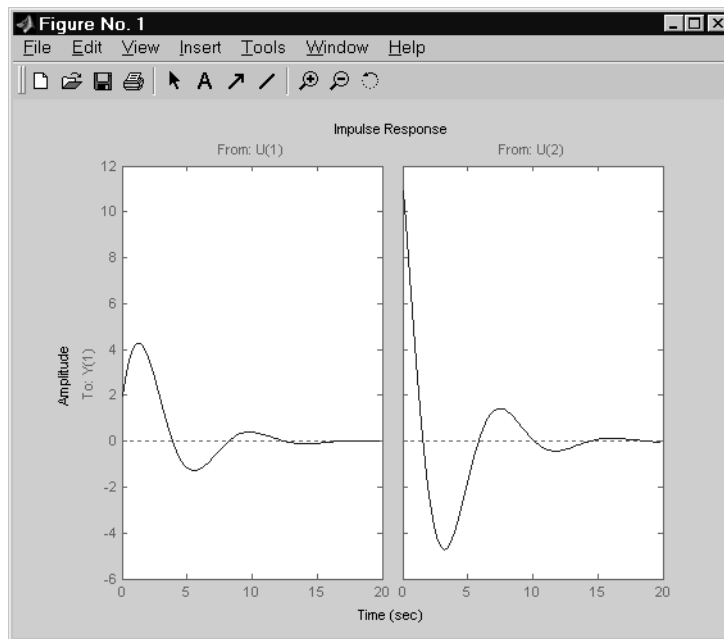 Figure No. 1
File Edit View Insert Tools Window Help
A
Impulse Response
From: U(1)
From: U(2)
12
10
8
6
4
2
0
-2
-4
-6
Amplitude
To: Y(1)
0 5 10 15 20
0 5 10 15 20
Time (sec)